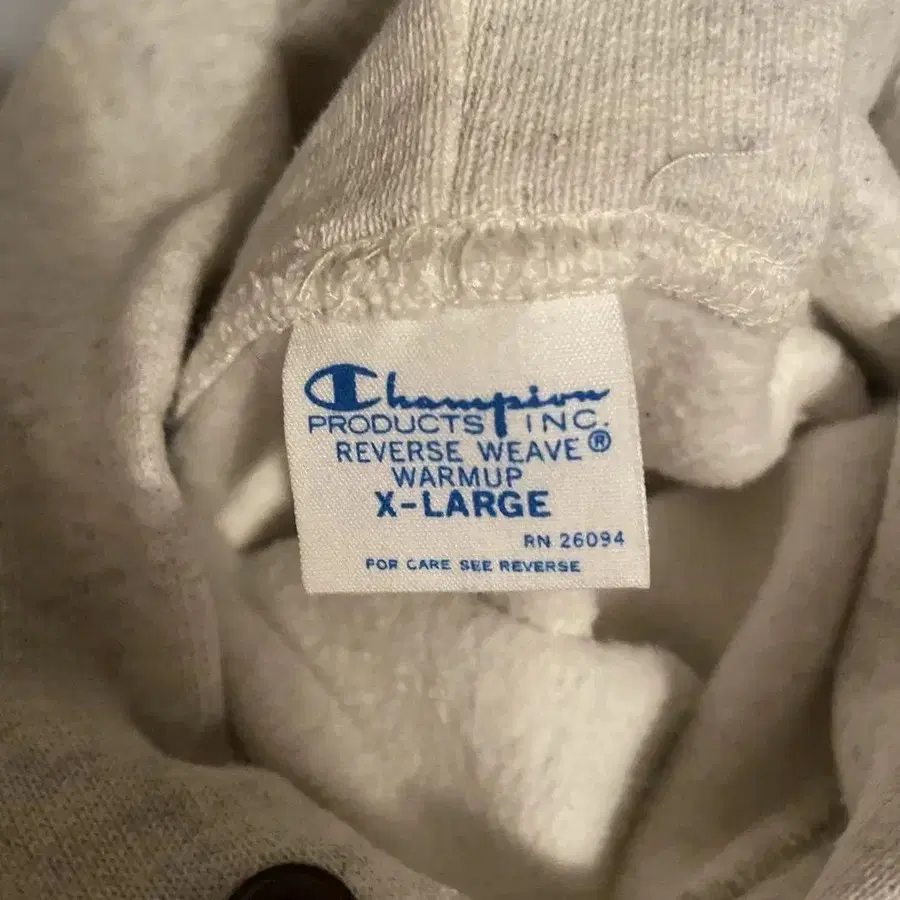 Champion
PRODUCTS INC.
REVERSE WEAVE®
WARMUP
X-LARGE
RN 26094
FOR CARE SEE REVERSE